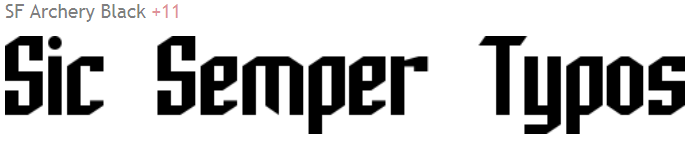 SF Archery Black +11
Sic Semper Typos